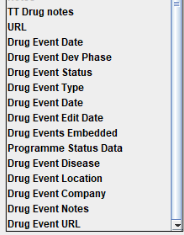 TT Drug notes
URL
Drug Event Date
Drug Event Dev Phase
Drug Event Status
Drug Event Type
Drug Event Date
Drug Event Edit Date
Drug Events Embedded
Programme Status Data
Drug Event Disease
Drug Event Location
Drug Event Company
Drug Event Notes
Drug Event URL